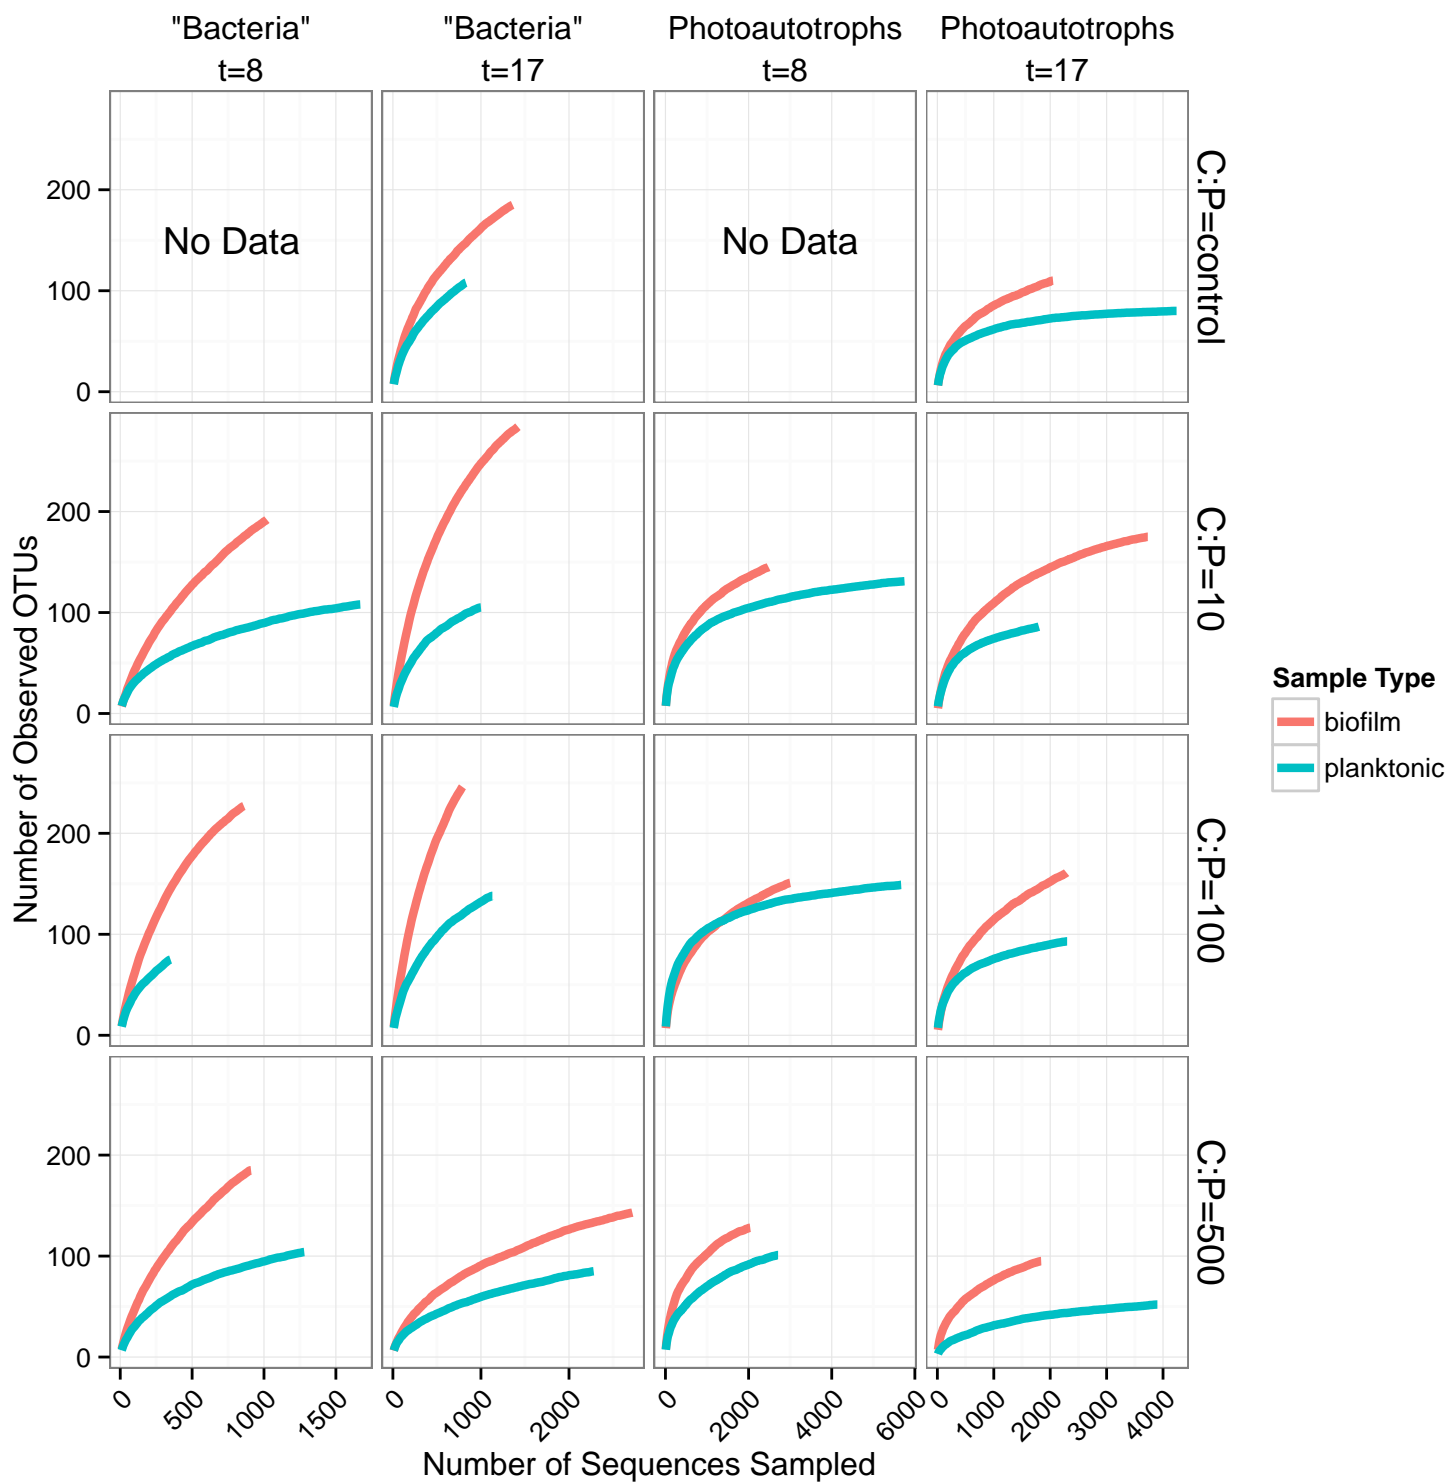 "Bacteria" "Bacteria" Photoautotrophs Photoautotrophs
t=8 t=17 t=8 t=17
No Data No Data
C:P=control
C:P=10
C:P=100
C:P=500
200
100
0
200
100
0
200
100
0
200
100
0
Number of Observed OTUs
0 500 1000 1500 0 1000 2000 0 2000 4000 6000 0 1000 2000 3000 4000
Number of Sequences Sampled
Sample Type
biofilm
planktonic